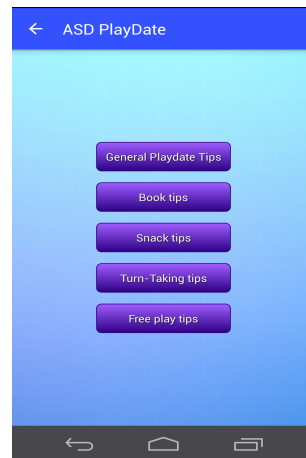 ASD PlayDate
General Playdate Tips
Book tips
Snack tips
Turn-Taking tips
Free play tips